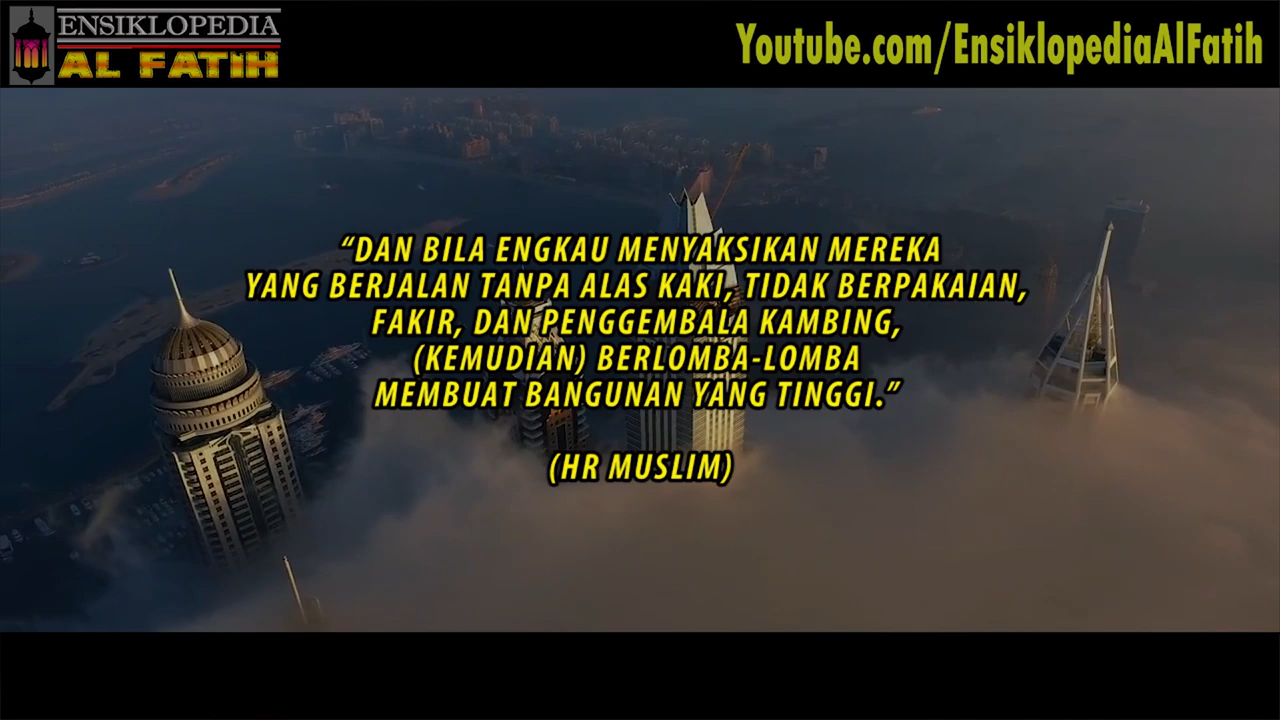 ENSIKLOPEDIA
AL FATIH
Youtube.com/EnsiklopediaAlFatih
“DAN BILA ENGKAU MENYAKSIKAN MEREKA
YANG BERJALAN TANPA ALAS KAKI, TIDAK BERPAKAIAN,
FAKIR, DAN PENGGEMBALA KAMBING,
(KEMUDIAN) BERLOMBA-LOMBA
MEMBUAT BANGUNAN YANG TINGGI.”
(HR MUSLIM)